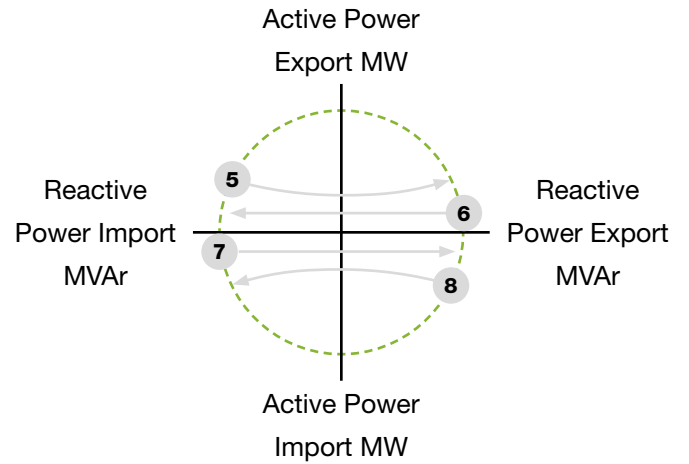 Active Power
Export MW
5
Reactive
Power Import
MVAr
6
Reactive
Power Export
MVAr
7
8
Active Power
Import MW